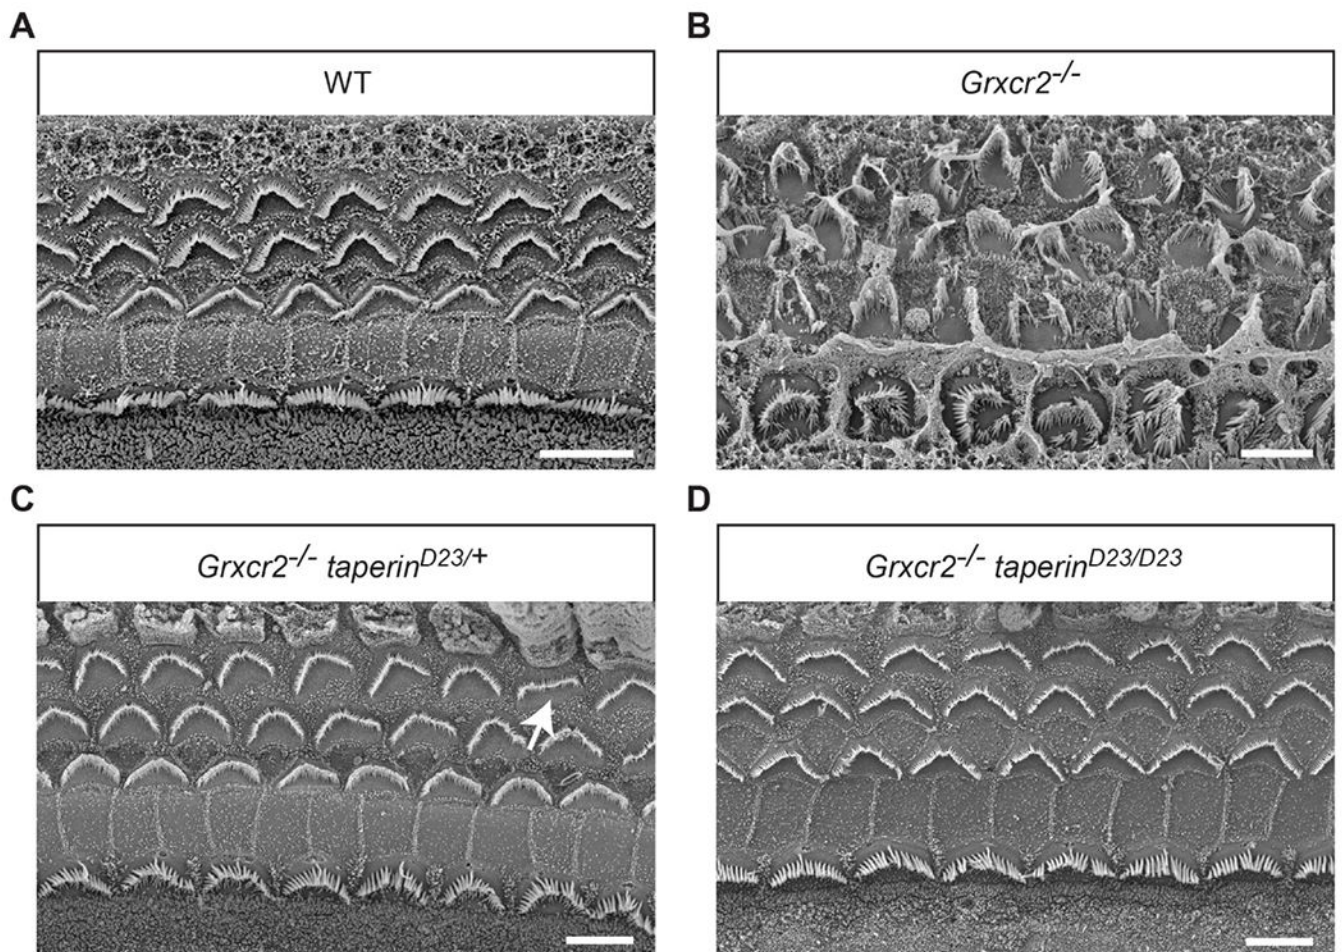 A
B
WT
Grxcr2-/-
C
D
Grxcr2-/- taperinD23/+
Grxcr2-/- taperinD23/D23